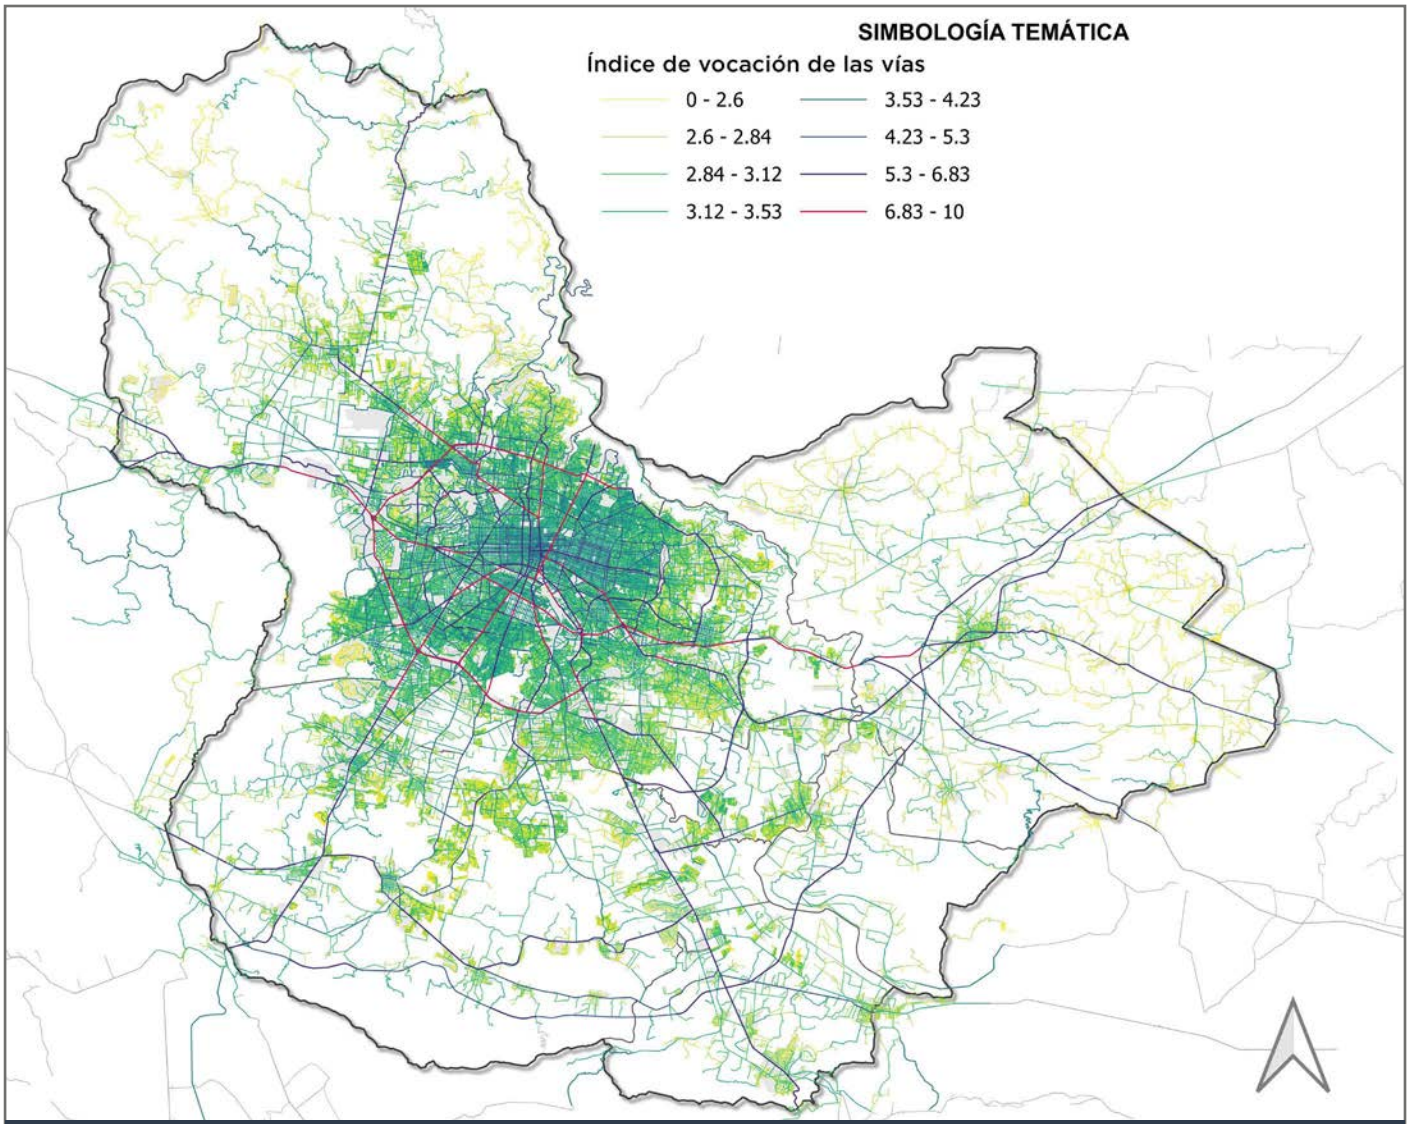 SIMBOLOGÍA TEMÁTICA
Índice de vocación de las vías
0 - 2.6
2.6 - 2.84
2.84 - 3.12
3.12 - 3.53
3.53 - 4.23
4.23 - 5.3
5.3 - 6.83
6.83 - 10